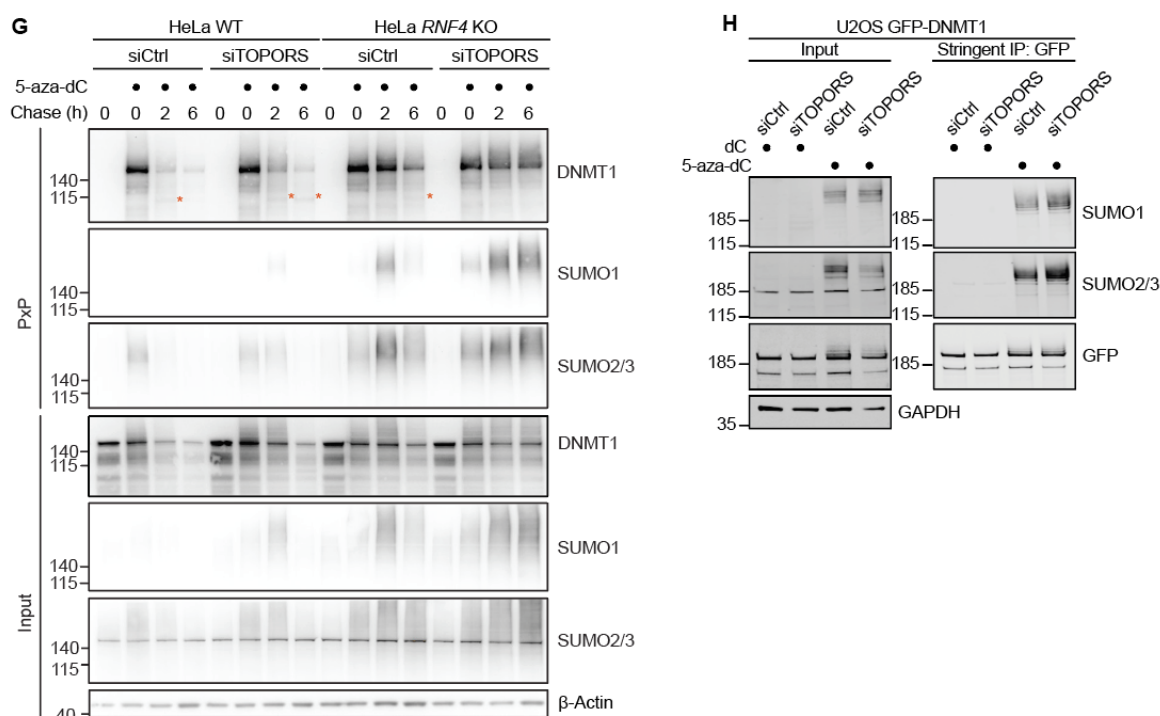 G
HeLa WT HeLa RNF4 KO
siCtrl siTOPORS siCtrl siTOPORS
5-aza-dC • • • • • • • • • • • •
Chase (h) 0 0 2 6 0 0 2 6 0 0 2 6 0 0 2 6
PxP
140
115
* * * *
DNMT1
140
115
SUMO1
140
115
SUMO2/3
Input
140
115
DNMT1
140
115
SUMO1
140
115
SUMO2/3
40
β-Actin
H
U2OS GFP-DNMT1
Input Stringent IP: GFP
siCtrl siTOPORS siCtrl siTOPORS siCtrl siTOPORS siCtrl siTOPORS
dC • • • •
5-aza-dC • • • •
185 185
115 115
SUMO1
185 185
115 115
SUMO2/3
185 185
GFP
35
GAPDH